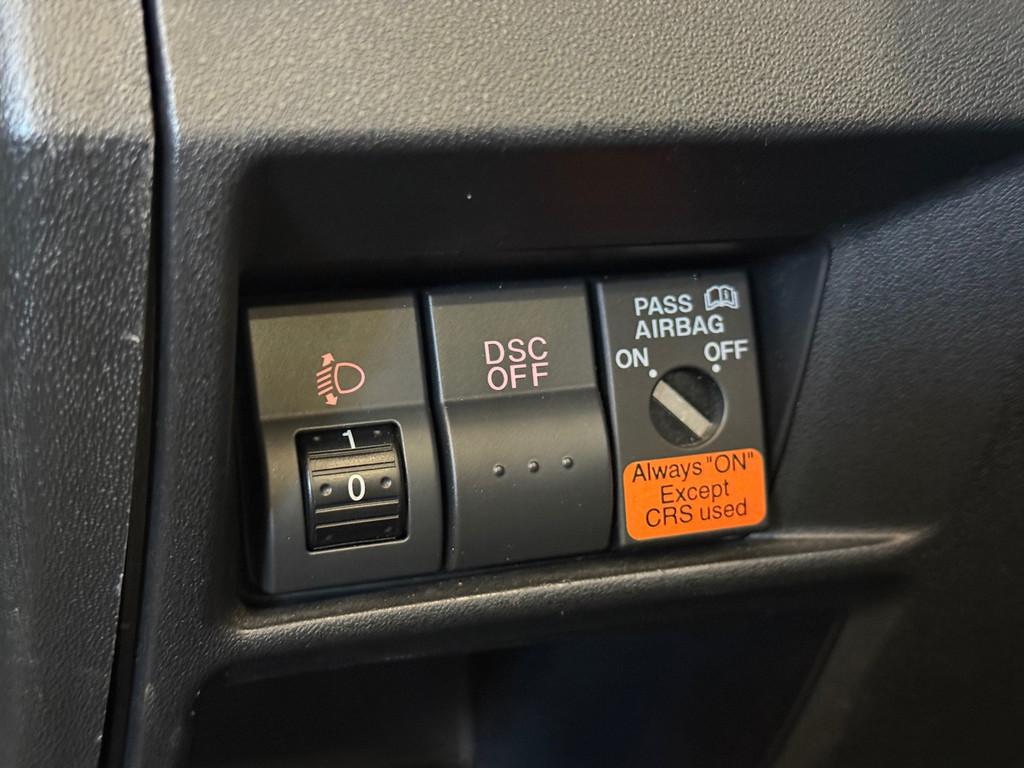 1
0
DSC
OFF
PASS
AIRBAG
ON OFF
Always "ON"
Except
CRS used